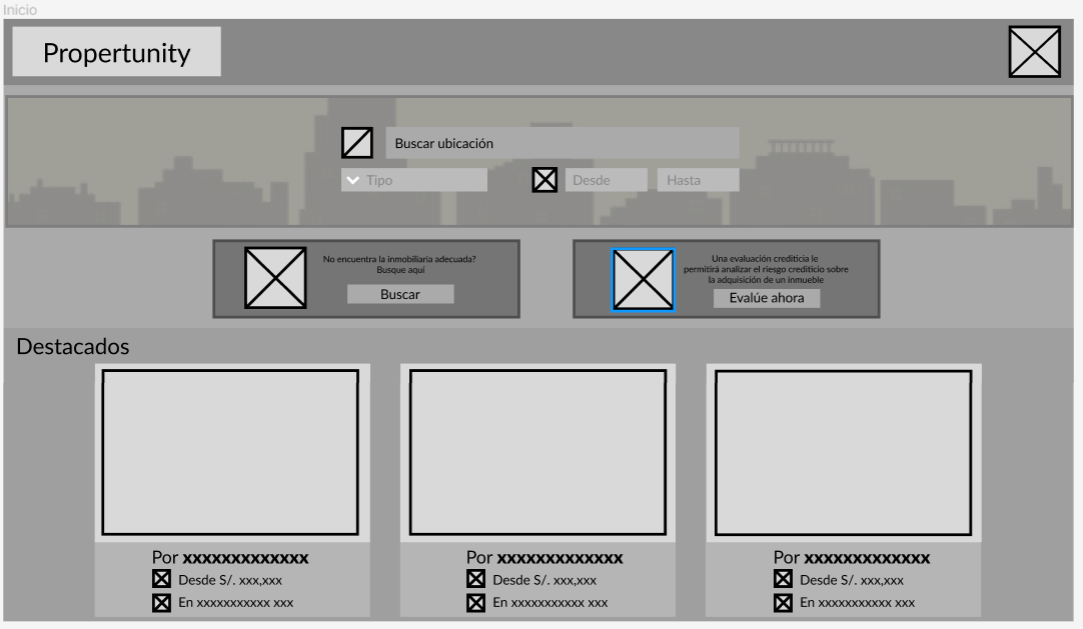 Inicio
Propertunity
Buscar ubicación
Tipo
Desde
Hasta
No encuentra la inmobiliaria adecuada?
Busque aquí
Buscar
Una evaluación crediticia le
permitirá analizar el riesgo crediticio sobre
la adquisición de un inmueble
Evalúe ahora
Destacados
Por xxxxxxxxxxxxx
Desde S/. xxx,xxx
En xxxxxxxxxxx xxx
Por xxxxxxxxxxxxx
Desde S/. xxx,xxx
En xxxxxxxxxxx xxx
Por xxxxxxxxxxxxx
Desde S/. xxx,xxx
En xxxxxxxxxxx xxx